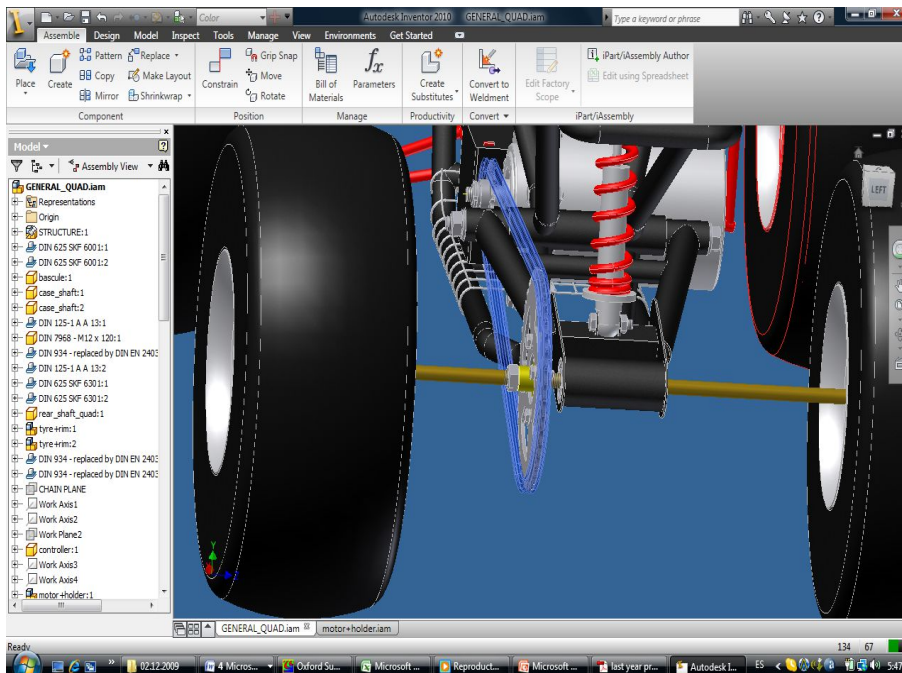 Color
Autodesk Inventor 2010 GENERAL_QUAD.iam
Type a keyword or phrase
Assemble Design Model Inspect Tools Manage View Environments Get Started
Place
Create
Pattern Replace
Copy Make Layout
Mirror Shrinkwrap
Constrain
Grip Snap
Move
Rotate
Bill of
Materials
fx
Parameters
Create
Substitutes
Convert to
Weldment
Edit Factory
Scope
iPart/iAssembly Author
Edit using Spreadsheet
Component Position Manage Productivity Convert iPart/iAssembly
Model
Assembly View
GENERAL_QUAD.iam
Representations
Origin
STRUCTURE:1
DIN 625 SKF 6001:1
DIN 625 SKF 6001:2
bascule:1
case_shaft:1
case_shaft:2
DIN 125-1 A A 13:1
DIN 7968 - M12 x 120:1
DIN 934 - replaced by DIN EN 2403
DIN 125-1 A A 13:2
DIN 625 SKF 6301:1
DIN 625 SKF 6301:2
rear_shaft_quad:1
tyre+rim:1
tyre+rim:2
DIN 934 - replaced by DIN EN 2403
DIN 934 - replaced by DIN EN 2403
CHAIN PLANE
Work Axis1
Work Axis2
Work Plane2
controller:1
Work Axis3
Work Axis4
motor+holder:1
LEFT
Y
GENERAL_QUAD.iam motor+holder.iam
Ready 134 67
02.12.2009 4 Micros... Oxford Su... Microsoft ... Reproduct... Microsoft ... last year pr... Autodesk I... ES 5:47